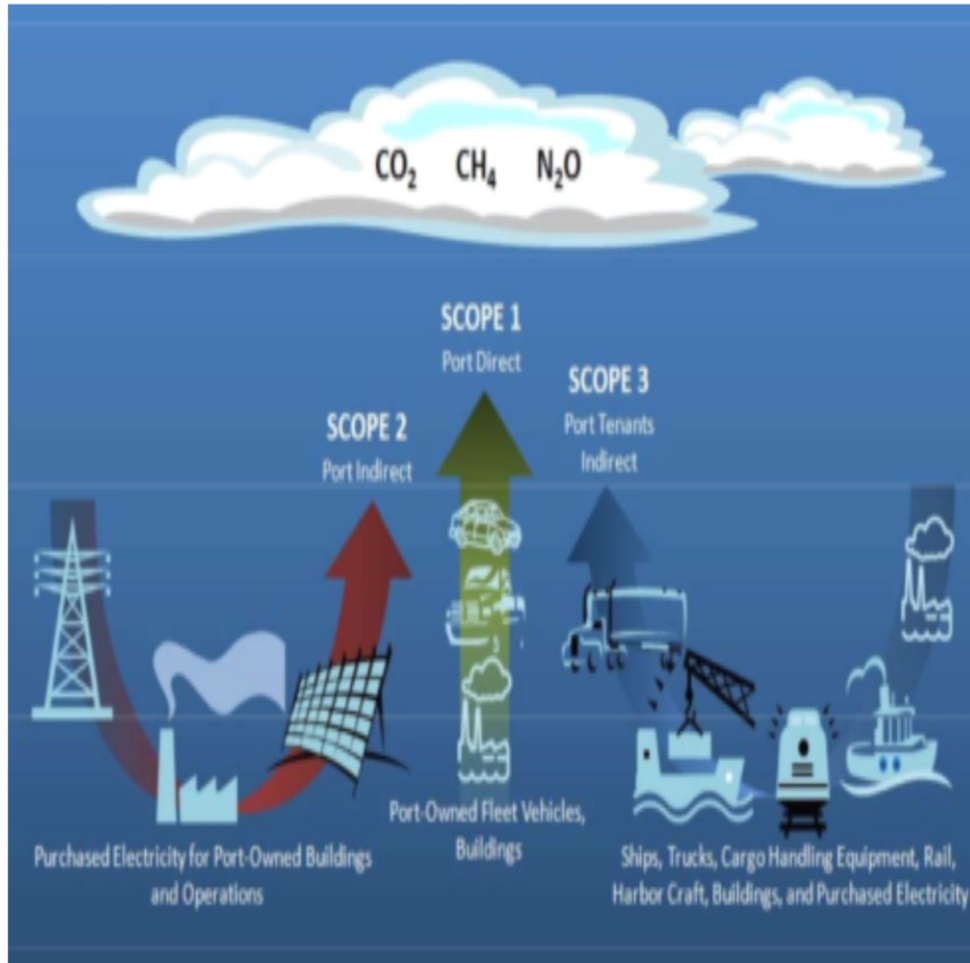 CO₂ CH₄ N₂O
SCOPE 1
Port Direct
SCOPE 2
Port Indirect
SCOPE 3
Port Tenants
Indirect
Purchased Electricity for Port-Owned Buildings
and Operations
Port-Owned Fleet Vehicles,
Buildings
Ships, Trucks, Cargo Handling Equipment, Rail,
Harbor Craft, Buildings, and Purchased Electricity